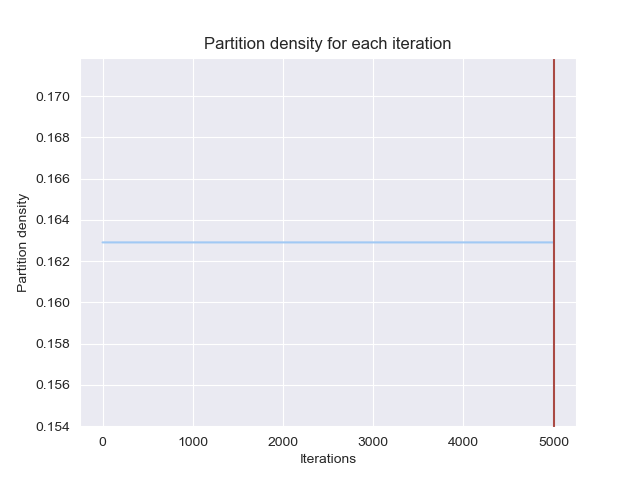 Partition density for each iteration
0.170
0.168
0.166
0.164
0.162
0.160
0.158
0.156
0.154
Partition density
0 1000 2000 3000 4000 5000
Iterations